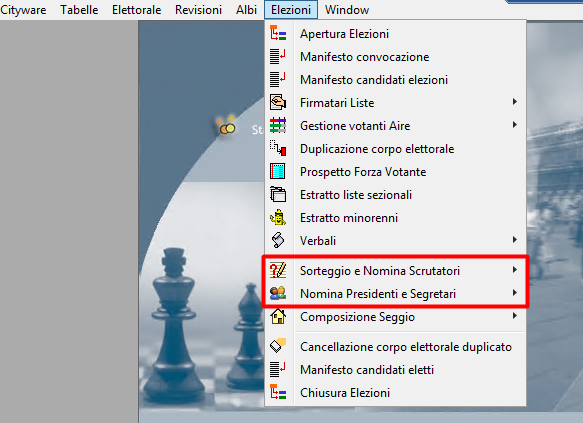 Cityware Tabelle Elettorale Revisioni Albi Elezioni Window
Apertura Elezioni
Manifesto convocazione
Manifesto candidati elezioni
Firmatari Liste
Gestione votanti Aire
Duplicazione corpo elettorale
Prospetto Forza Votante
Estratto liste sezionali
Estratto minorenni
Verbali
Sorteggio e Nomina Scrutatori
Nomina Presidenti e Segretari
Composizione Seggio
Cancellazione corpo elettorale duplicato
Manifesto candidati eletti
Chiusura Elezioni